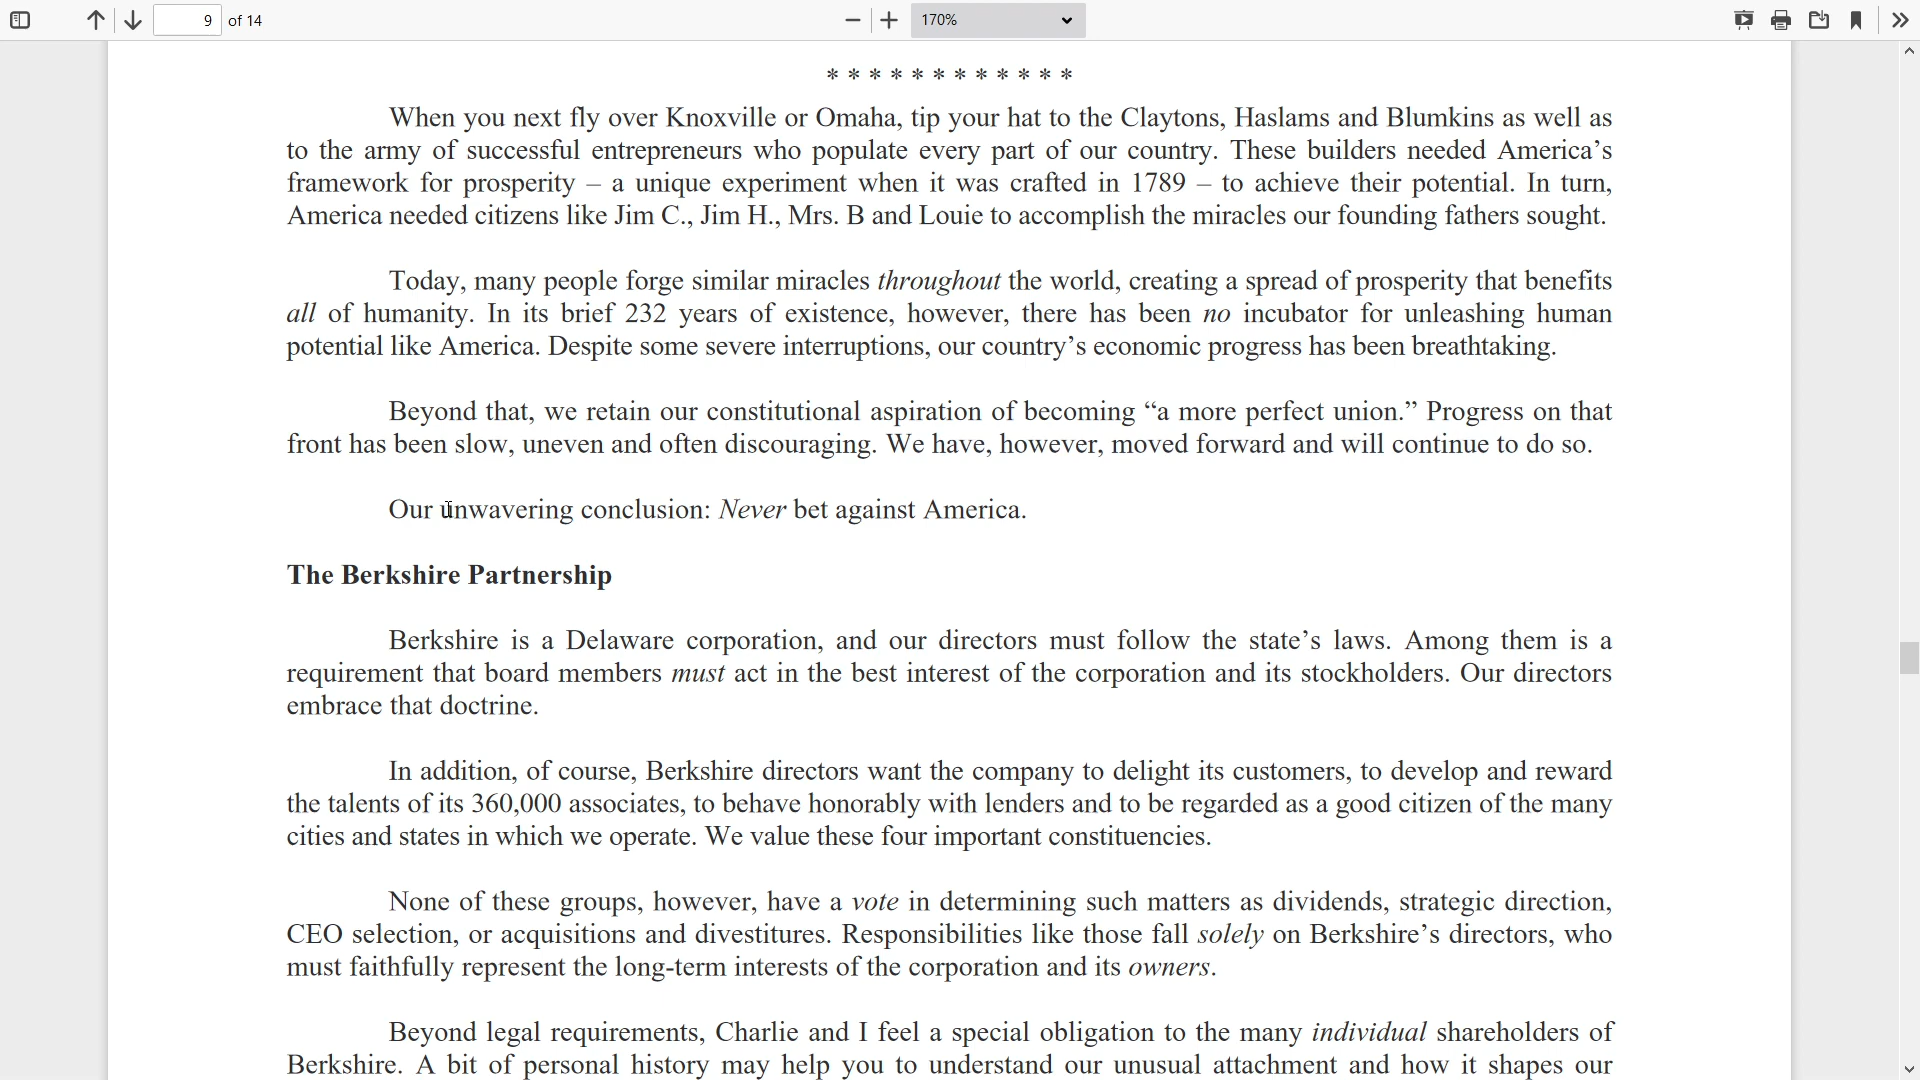 9 of 14
170%
* * * * * * * * * * * *
When you next fly over Knoxville or Omaha, tip your hat to the Claytons, Haslams and Blumkins as well as
to the army of successful entrepreneurs who populate every part of our country. These builders needed America’s
framework for prosperity – a unique experiment when it was crafted in 1789 – to achieve their potential. In turn,
America needed citizens like Jim C., Jim H., Mrs. B and Louie to accomplish the miracles our founding fathers sought.
Today, many people forge similar miracles throughout the world, creating a spread of prosperity that benefits
all of humanity. In its brief 232 years of existence, however, there has been no incubator for unleashing human
potential like America. Despite some severe interruptions, our country’s economic progress has been breathtaking.
Beyond that, we retain our constitutional aspiration of becoming “a more perfect union.” Progress on that
front has been slow, uneven and often discouraging. We have, however, moved forward and will continue to do so.
Our unwavering conclusion: Never bet against America.
The Berkshire Partnership
Berkshire is a Delaware corporation, and our directors must follow the state’s laws. Among them is a
requirement that board members must act in the best interest of the corporation and its stockholders. Our directors
embrace that doctrine.
In addition, of course, Berkshire directors want the company to delight its customers, to develop and reward
the talents of its 360,000 associates, to behave honorably with lenders and to be regarded as a good citizen of the many
cities and states in which we operate. We value these four important constituencies.
None of these groups, however, have a vote in determining such matters as dividends, strategic direction,
CEO selection, or acquisitions and divestitures. Responsibilities like those fall solely on Berkshire’s directors, who
must faithfully represent the long-term interests of the corporation and its owners.
Beyond legal requirements, Charlie and I feel a special obligation to the many individual shareholders of
Berkshire. A bit of personal history may help you to understand our unusual attachment and how it shapes our